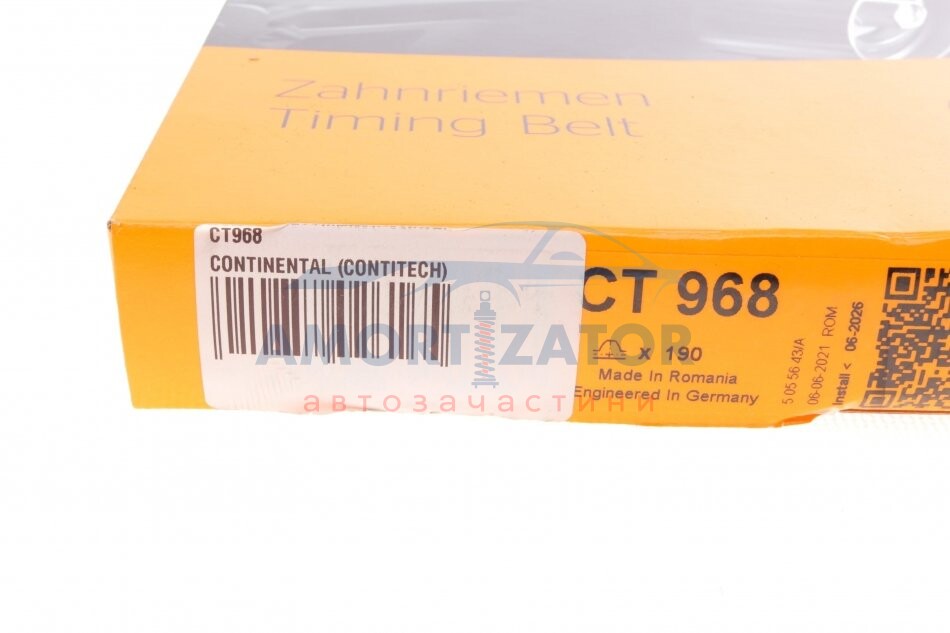 Zahnriemen
Timing Belt
CT968
CONTINENTAL (CONTITECH)
CT 968
x 190
Made In Romania
Engineered In Germany
5 05 56 43/A
06-06-2021 ROM
Install < 06-2026
AMORTIZATOR
автозапчастини